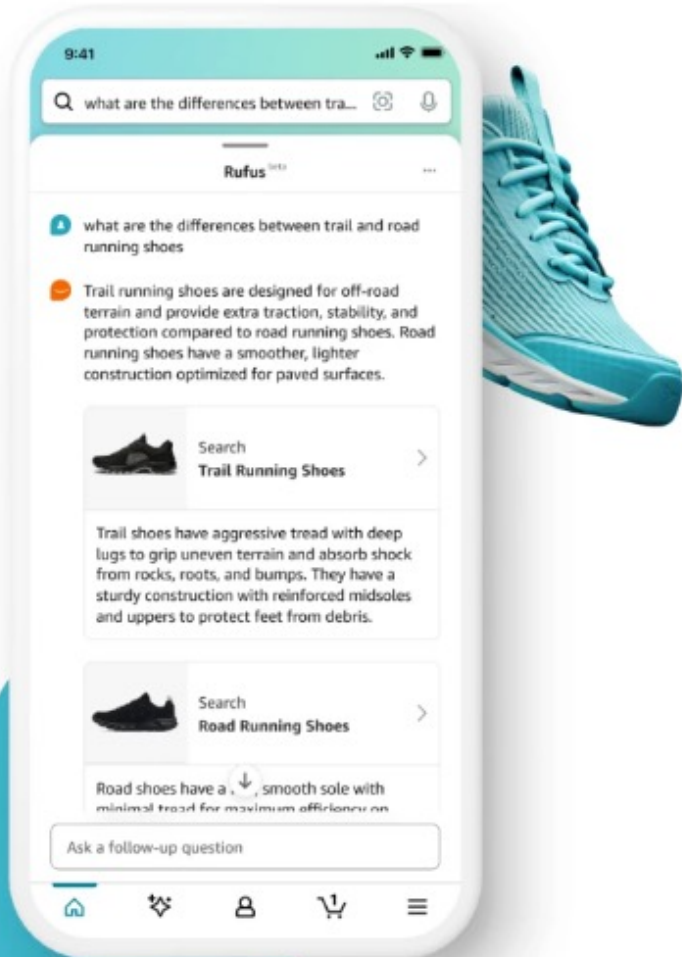 9:41
what are the differences between tra...
Rufus beta
...
what are the differences between trail and road
running shoes
Trail running shoes are designed for off-road
terrain and provide extra traction, stability, and
protection compared to road running shoes. Road
running shoes have a smoother, lighter
construction optimized for paved surfaces.
Search
Trail Running Shoes
Trail shoes have aggressive tread with deep
lugs to grip uneven terrain and absorb shock
from rocks, roots, and bumps. They have a
sturdy construction with reinforced midsoles
and uppers to protect feet from debris.
Search
Road Running Shoes
Road shoes have a smooth sole with
minimal tread for maximum efficiency on
Ask a follow-up question
1